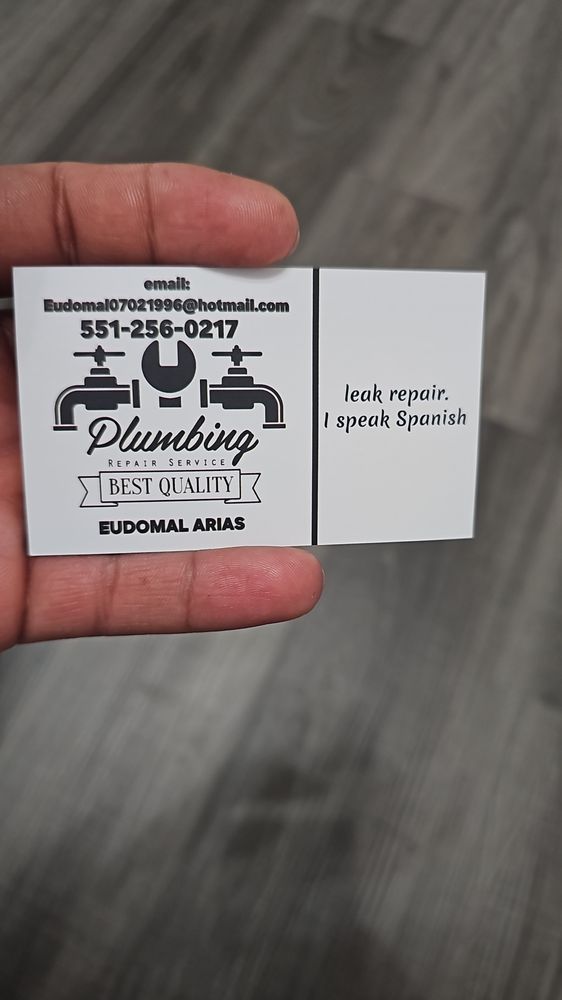 email:
Eudomal07021996@hotmail.com
551-256-0217
Plumbing
REPAIR SERVICE
BEST QUALITY
EUDOMAL ARIAS
leak repair.
I speak Spanish